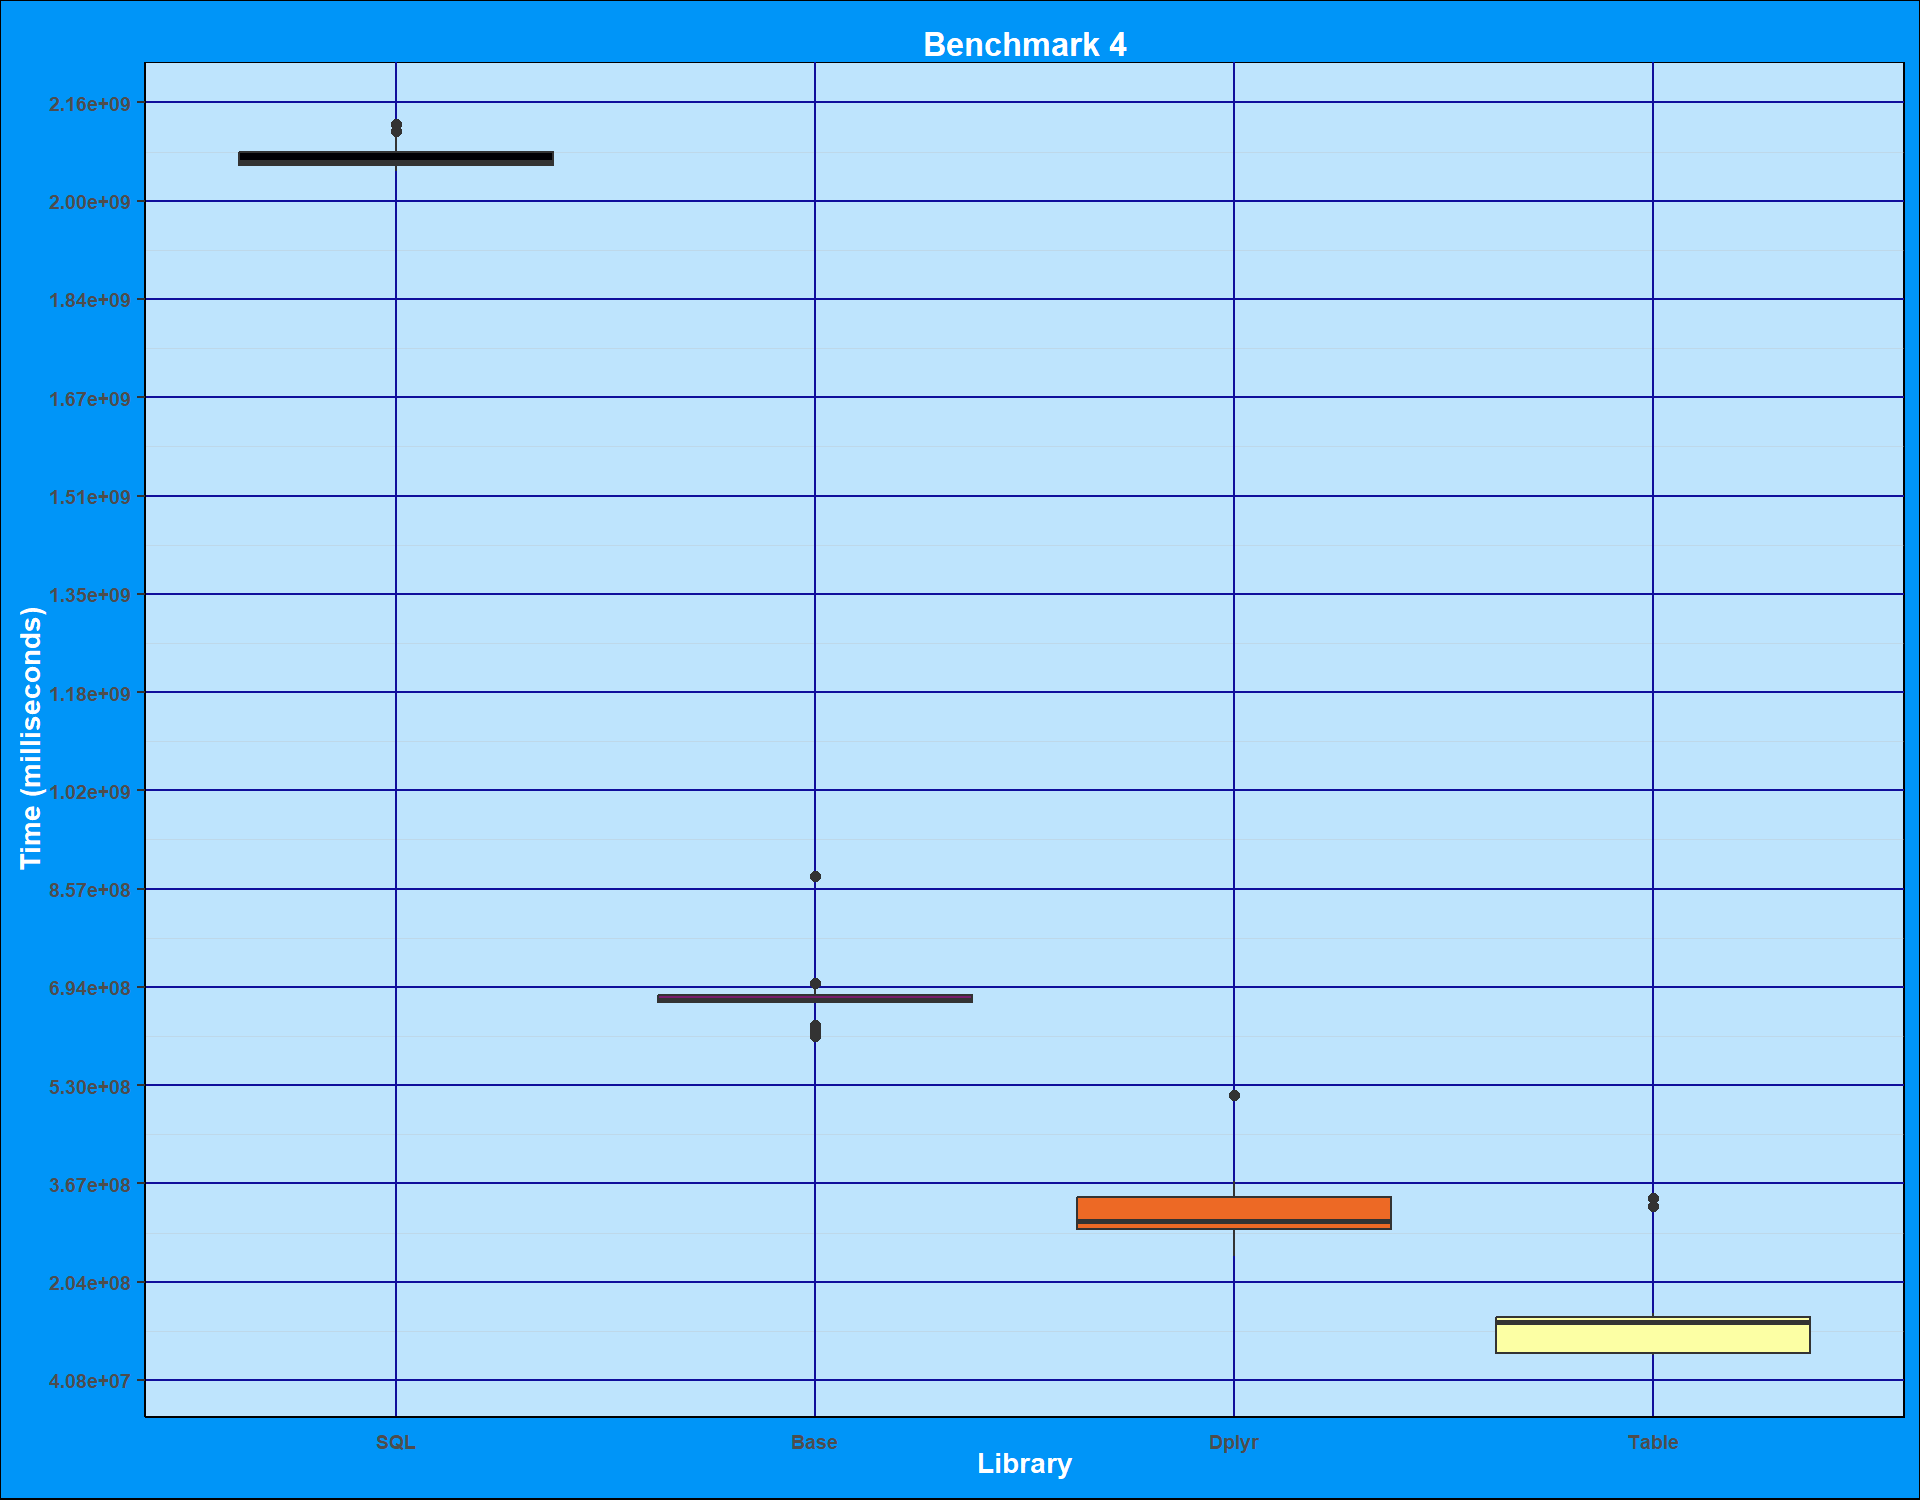 Benchmark 4
Time (milliseconds)
2.16e+09
2.00e+09
1.84e+09
1.67e+09
1.51e+09
1.35e+09
1.18e+09
1.02e+09
8.57e+08
6.94e+08
5.30e+08
3.67e+08
2.04e+08
4.08e+07
SQL Base Dplyr Table
Library